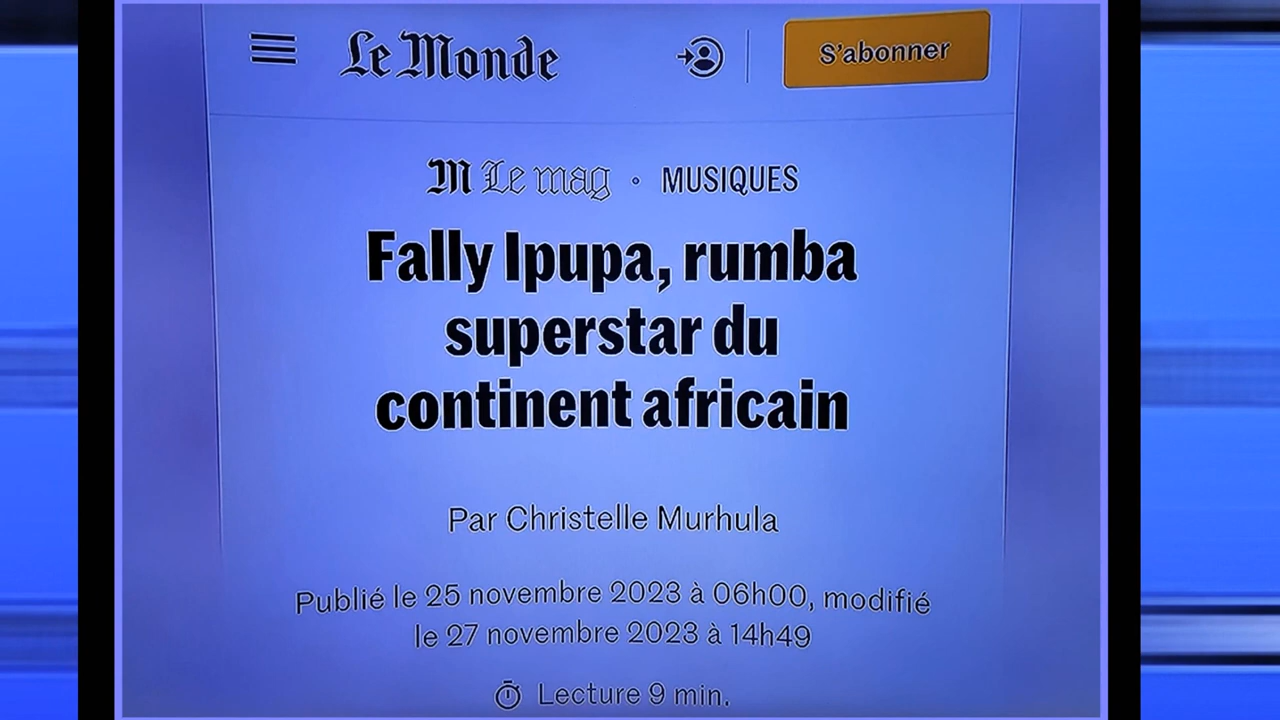 Le Monde
S'abonner
M Le mag • MUSIQUES
Fally Ipupa, rumba
superstar du
continent africain
Par Christelle Murhula
Publié le 25 novembre 2023 à 06h00, modifié
le 27 novembre 2023 à 14h49
Lecture 9 min.